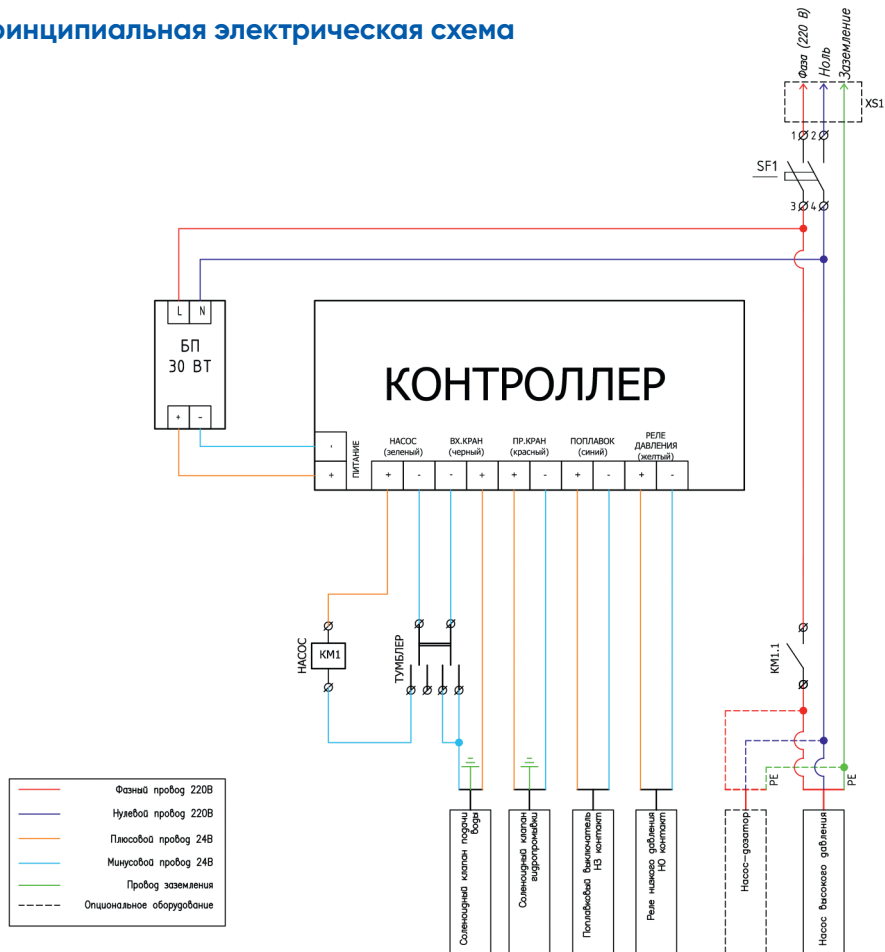 ринципиальная электрическая схема
Фаза (220 В)
Ноль
Заземление
XS1
1
2
SF1
3
4
L
N
БП
30 ВТ
+
-
КОНТРОЛЛЕР
-
+
ПИТАНИЕ
НАСОС
(зеленый)
ВХ.КРАН
(черный)
ПР.КРАН
(красный)
ПОПЛАВОК
(синий)
РЕЛЕ
ДАВЛЕНИЯ
(желтый)
+
-
-
+
+
-
+
-
+
-
НАСОС
КМ1
ТУМБЛЕР
КМ1.1
PE
PE
Фазный провод 220В
Нулевой провод 220В
Плюсовой провод 24В
Минусовой провод 24В
Провод заземления
Опциональное оборудование
Соленоидный клапан подачи
воды
Соленоидный клапан
гидропромывки
Поплавковый выключатель
НЗ контакт
Реле низкого давления
НО контакт
Насос-дозатор
Насос высокого давления